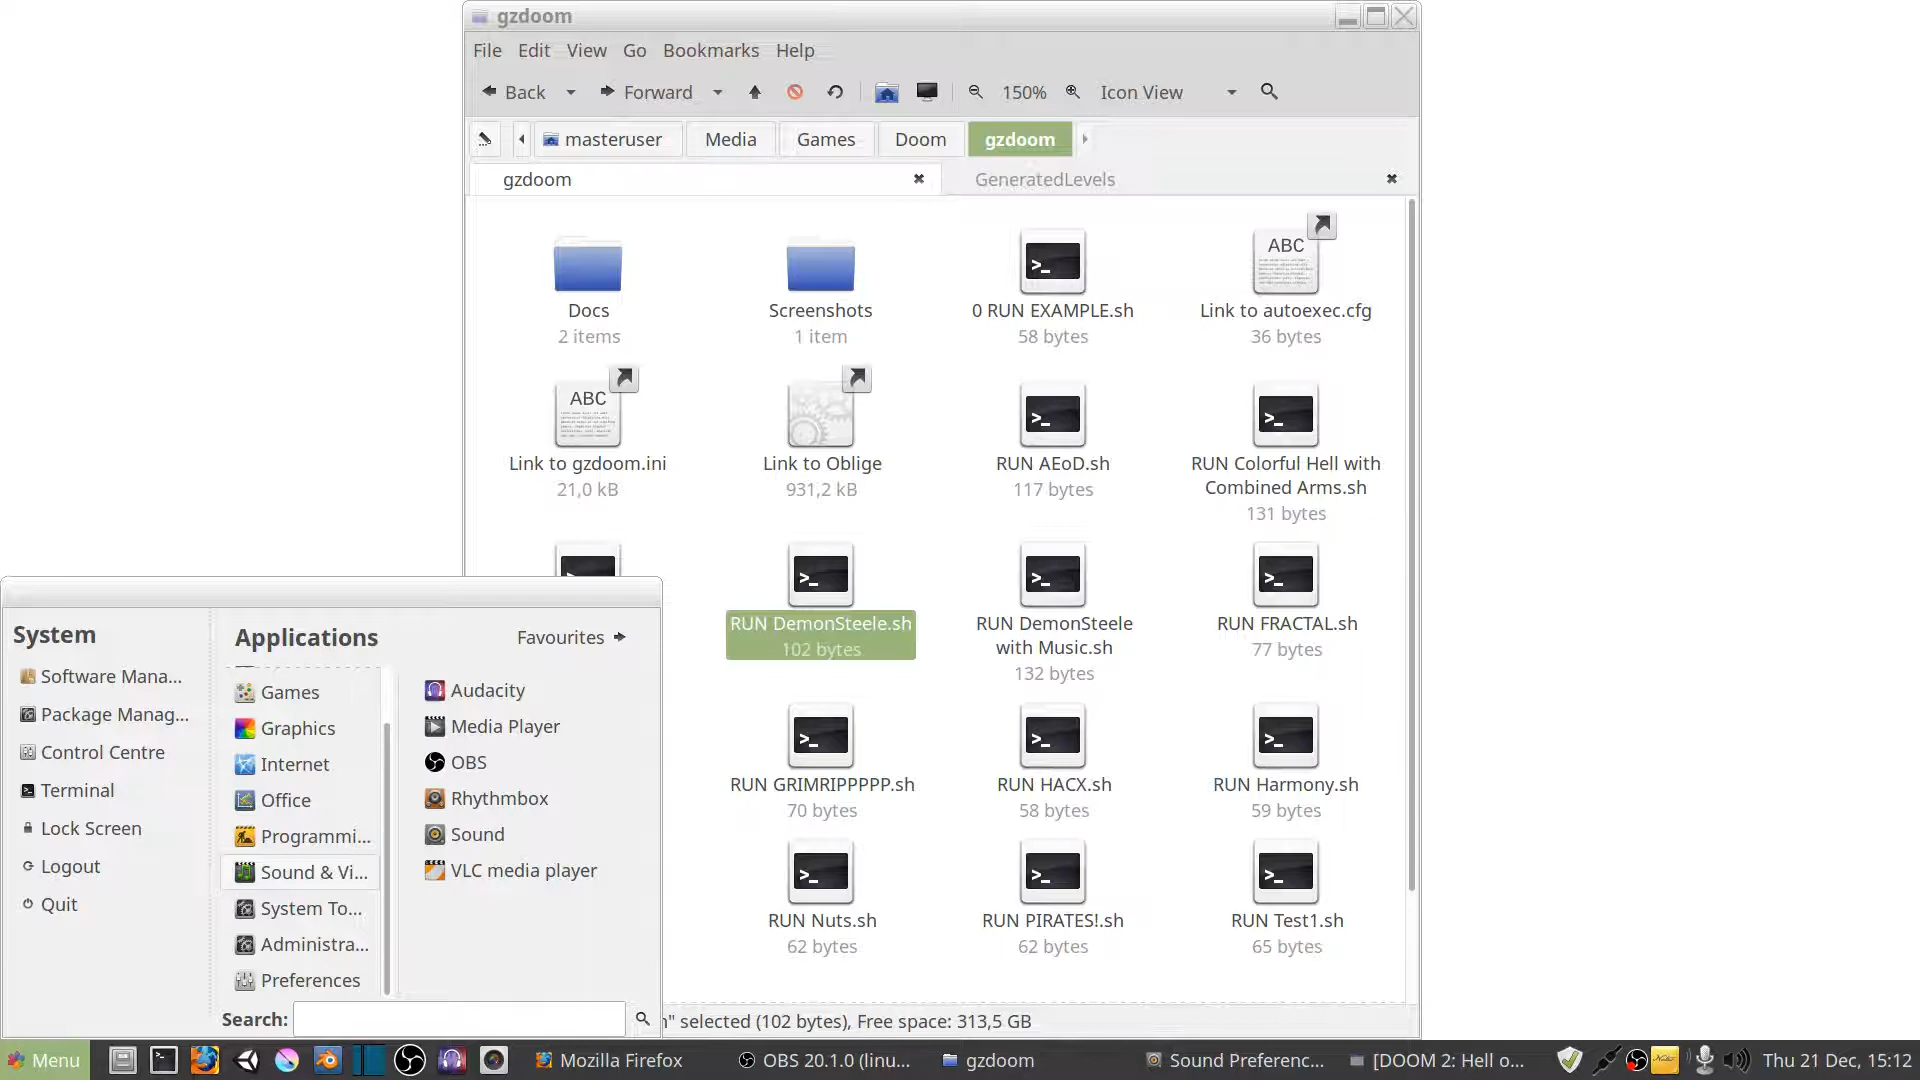 gzdoom
File Edit View Go Bookmarks Help
Back Forward 150% Icon View
masteruser Media Games Doom gzdoom
gzdoom GeneratedLevels
Docs
2 items
Screenshots
1 item
0 RUN EXAMPLE.sh
58 bytes
ABC
Link to autoexec.cfg
36 bytes
ABC
Link to gzdoom.ini
21,0 kB
Link to Oblige
931,2 kB
RUN AEoD.sh
117 bytes
RUN Colorful Hell with
Combined Arms.sh
131 bytes
RUN DemonSteele.sh
102 bytes
RUN DemonSteele
with Music.sh
132 bytes
RUN FRACTAL.sh
77 bytes
RUN GRIMRIPPPPP.sh
70 bytes
RUN HACX.sh
58 bytes
RUN Harmony.sh
59 bytes
RUN Nuts.sh
62 bytes
RUN PIRATES!.sh
62 bytes
RUN Test1.sh
65 bytes
" selected (102 bytes), Free space: 313,5 GB
System
Software Mana...
Package Manag...
Control Centre
Terminal
Lock Screen
Logout
Quit
Applications
Favourites
Games
Graphics
Internet
Office
Programmi...
Sound & Vi...
System To...
Administra...
Preferences
Audacity
Media Player
OBS
Rhythmbox
Sound
VLC media player
Search:
Menu
Mozilla Firefox
OBS 20.1.0 (linu...
gzdoom
Sound Preferenc...
[DOOM 2: Hell o...
Thu 21 Dec, 15:12